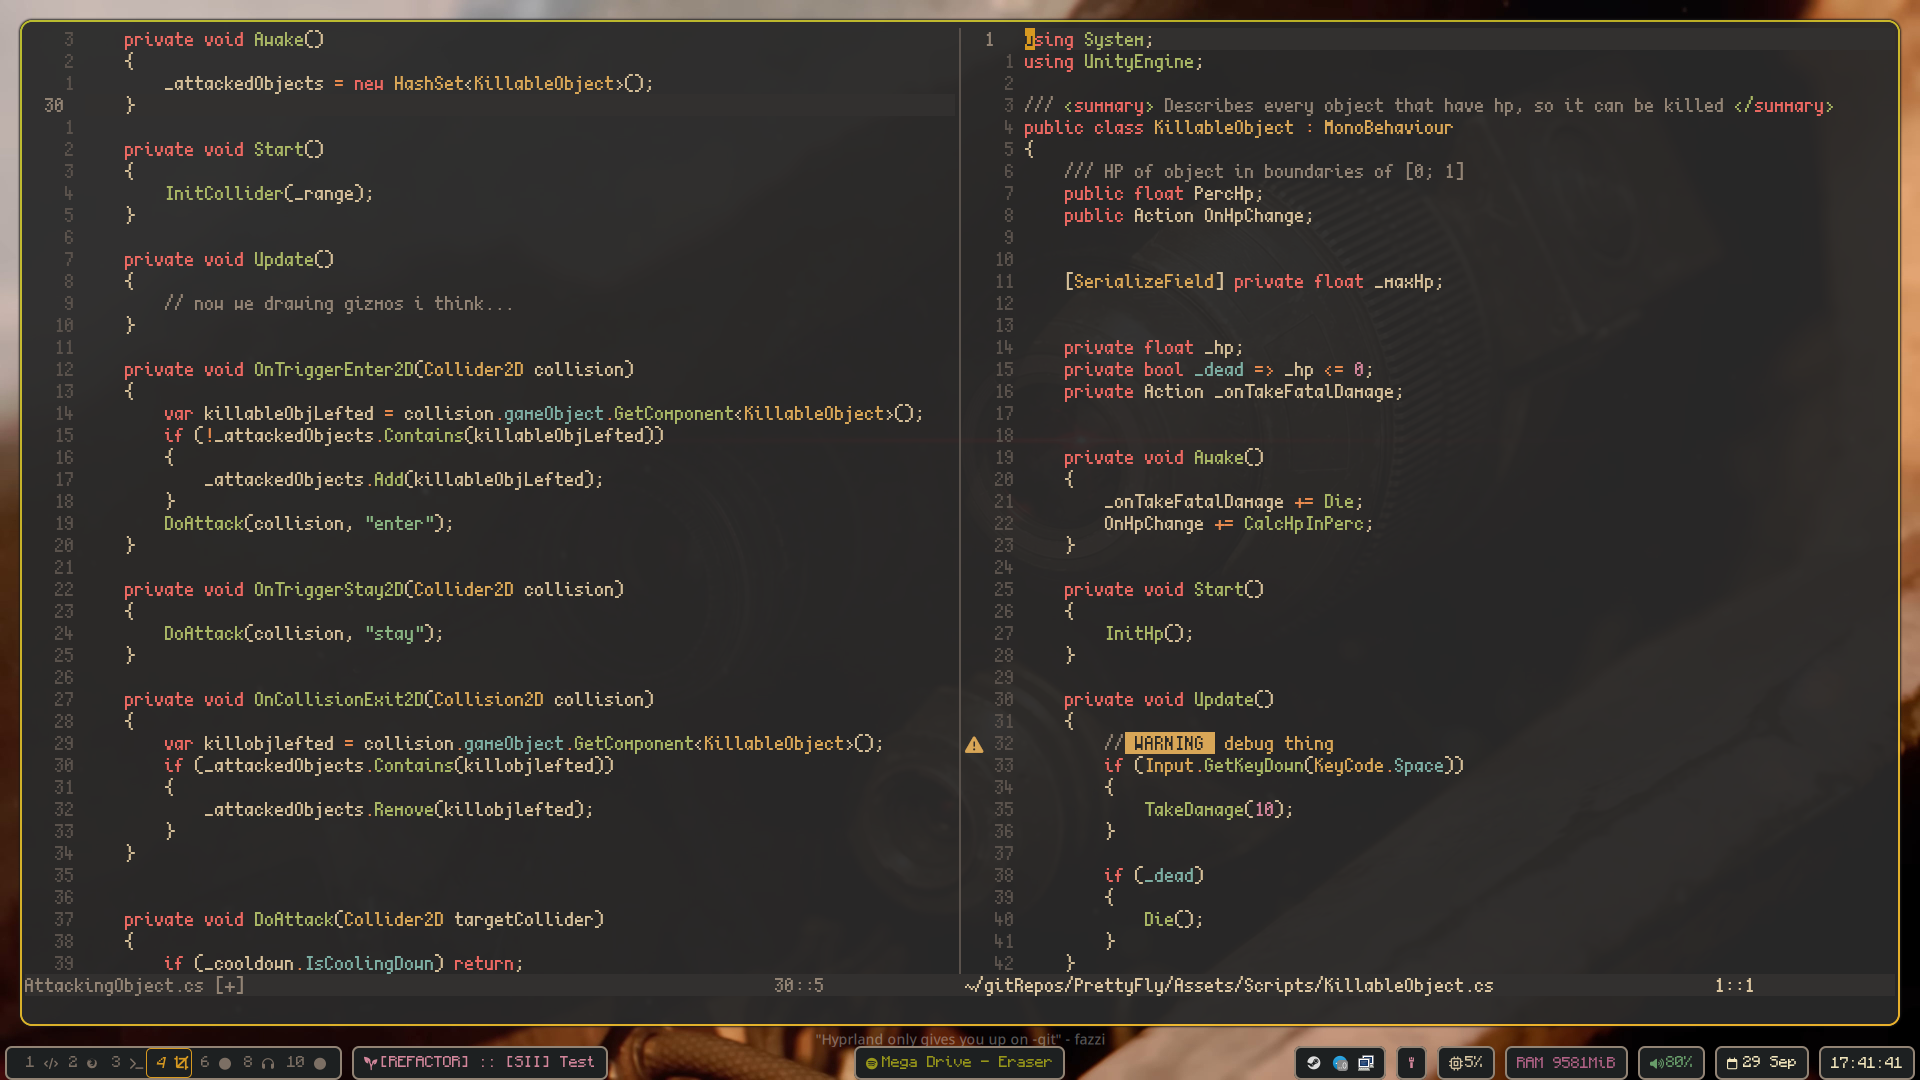 3 private void Awake()
2 {
1 _attackedObjects = new HashSet<KillableObject>();
30 }
1
2 private void Start()
3 {
4 InitCollider(_range);
5 }
6
7 private void Update()
8 {
9 // now we drawing gizmos i think...
10 }
11
12 private void OnTriggerEnter2D(Collider2D collision)
13 {
14 var killableObjLefted = collision.gameObject.GetComponent<KillableObject>();
15 if (!_attackedObjects.Contains(killableObjLefted))
16 {
17 _attackedObjects.Add(killableObjLefted);
18 }
19 DoAttack(collision, "enter");
20 }
21
22 private void OnTriggerStay2D(Collider2D collision)
23 {
24 DoAttack(collision, "stay");
25 }
26
27 private void OnCollisionExit2D(Collision2D collision)
28 {
29 var killobjlefted = collision.gameObject.GetComponent<KillableObject>();
30 if (_attackedObjects.Contains(killobjlefted))
31 {
32 _attackedObjects.Remove(killobjlefted);
33 }
34 }
35
36
37 private void DoAttack(Collider2D targetCollider)
38 {
39 if (_cooldown.IsCoolingDown) return;
AttackingObject.cs [+] 30::5
1 using System;
1 using UnityEngine;
2
3 /// <summary> Describes every object that have hp, so it can be killed </summary>
4 public class KillableObject : MonoBehaviour
5 {
6 /// HP of object in boundaries of [0; 1]
7 public float PercHp;
8 public Action OnHpChange;
9
10
11 [SerializeField] private float _maxHp;
12
13
14 private float _hp;
15 private bool _dead => _hp <= 0;
16 private Action _onTakeFatalDamage;
17
18
19 private void Awake()
20 {
21 _onTakeFatalDamage += Die;
22 OnHpChange += CalcHpInPerc;
23 }
24
25 private void Start()
26 {
27 InitHp();
28 }
29
30 private void Update()
31 {
32 // WARNING debug thing
33 if (Input.GetKeyDown(KeyCode.Space))
34 {
35 TakeDamage(10);
36 }
37
38 if (_dead)
39 {
40 Die();
41 }
42 }
~/gitRepos/PrettyFly/Assets/Scripts/KillableObject.cs 1::1
"Hyprland only gives you up on -git" - fazzi
1 </> 2 3 >_ 4 6 8 10
[REFACTOR] :: [SII] Test
Mega Drive - Eraser
5%
RAM 9581MiB
80%
29 Sep
17:41:41